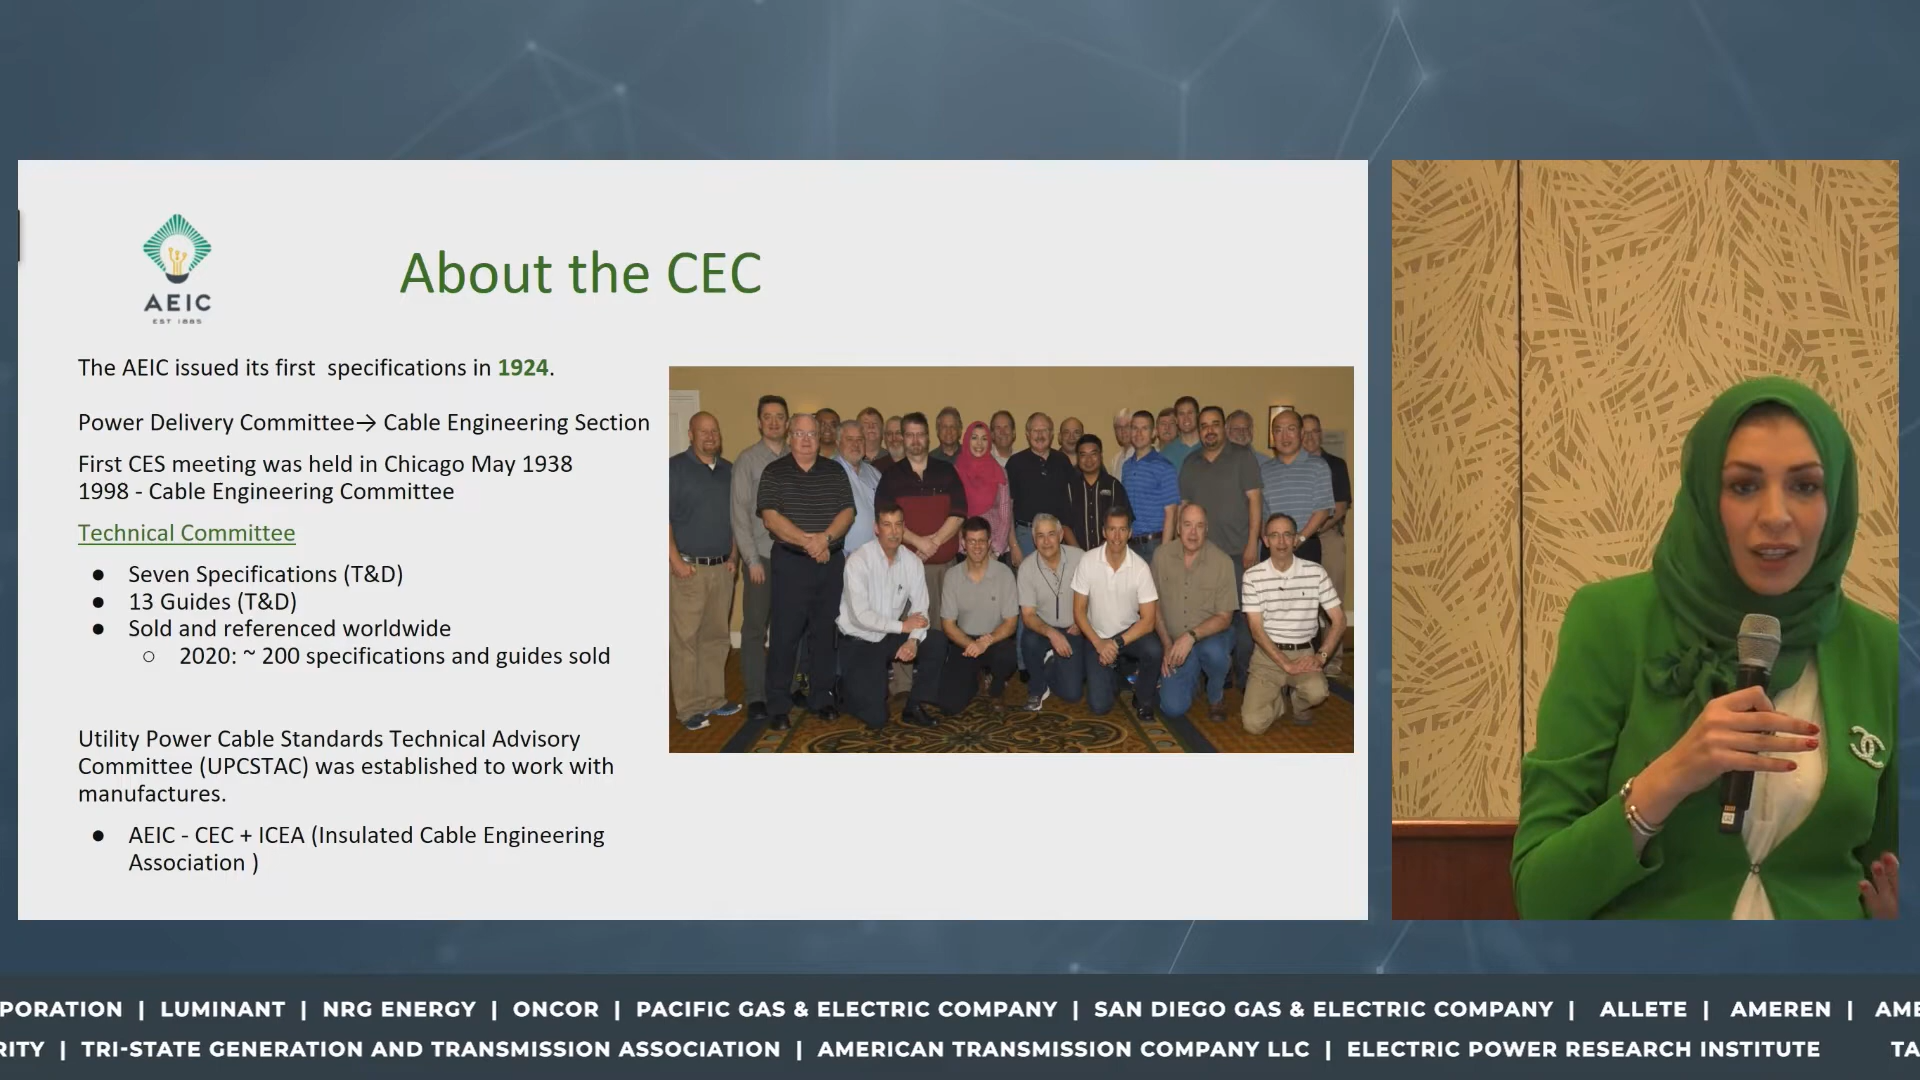 AEIC
EST 1885
About the CEC
The AEIC issued its first specifications in 1924.
Power Delivery Committee→ Cable Engineering Section
First CES meeting was held in Chicago May 1938
1998 - Cable Engineering Committee
Technical Committee
● Seven Specifications (T&D)
● 13 Guides (T&D)
● Sold and referenced worldwide
○ 2020: ~ 200 specifications and guides sold
Utility Power Cable Standards Technical Advisory
Committee (UPCSTAC) was established to work with
manufactures.
● AEIC - CEC + ICEA (Insulated Cable Engineering
Association )
PORATION | LUMINANT | NRG ENERGY | ONCOR | PACIFIC GAS & ELECTRIC COMPANY | SAN DIEGO GAS & ELECTRIC COMPANY | ALLETE | AMEREN | AME
RITY | TRI-STATE GENERATION AND TRANSMISSION ASSOCIATION | AMERICAN TRANSMISSION COMPANY LLC | ELECTRIC POWER RESEARCH INSTITUTE TA